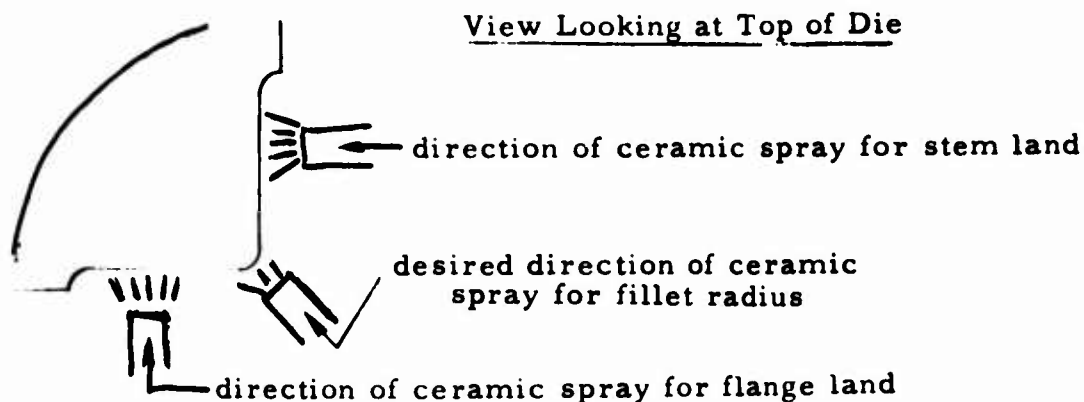 View Looking at Top of Die
direction of ceramic spray for stem land
desired direction of ceramic
spray for fillet radius
direction of ceramic spray for flange land